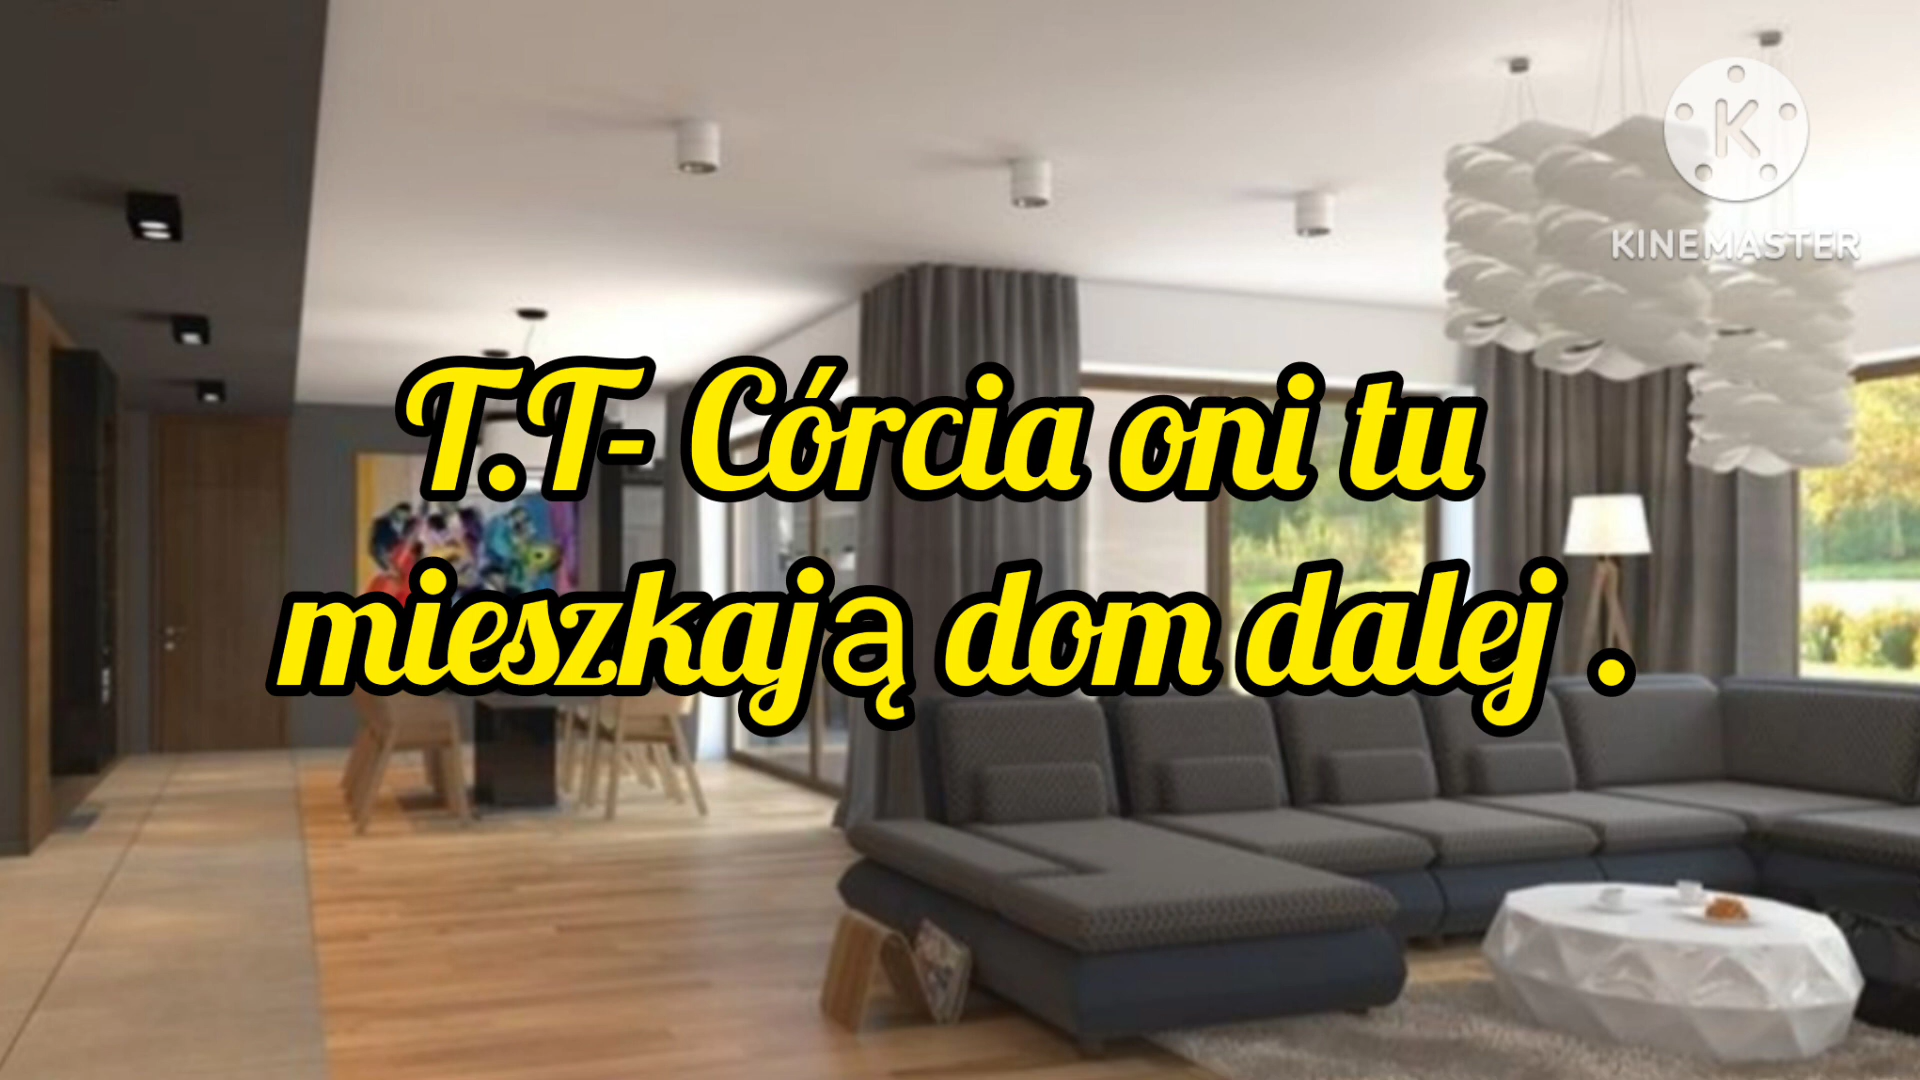 K
KINEMASTER
T.T- Córcia oni tu
mieszkają dom dalej .